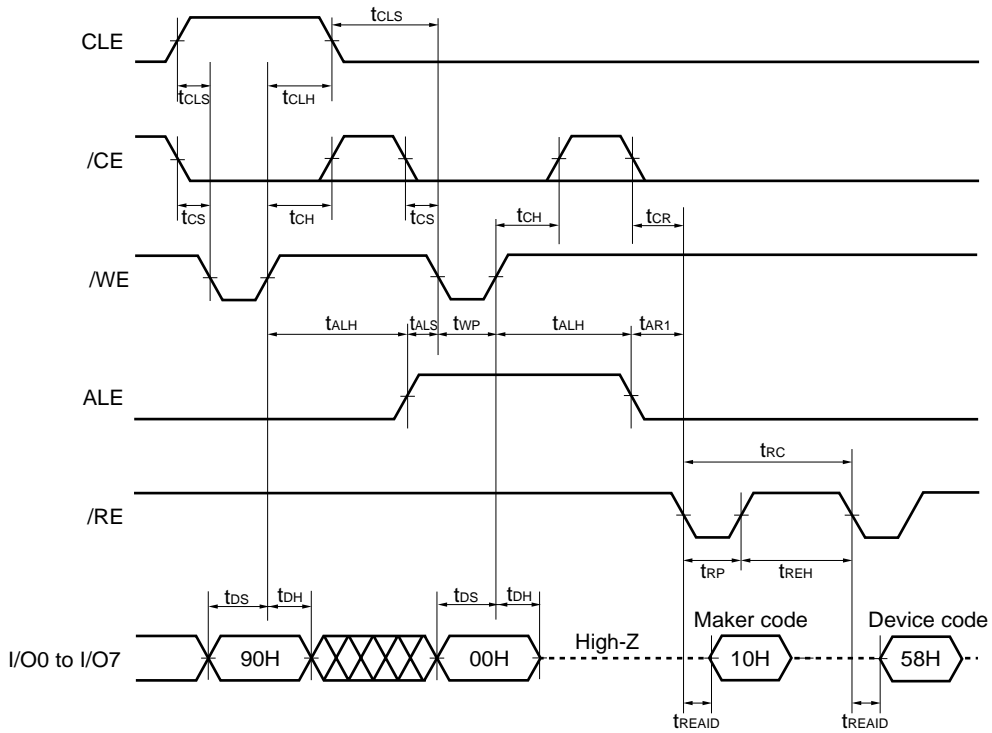 CLE
tCLS
tCLS
tCLH
/CE
tCS
tCH
tCS
tCH
tCR
/WE
tALH
tALS
tWP
tALH
tAR1
ALE
tRC
/RE
tRP
tREH
tDS
tDH
tDS
tDH
Maker code
Device code
I/O0 to I/O7
90H
00H
High-Z
10H
58H
tREAID
tREAID